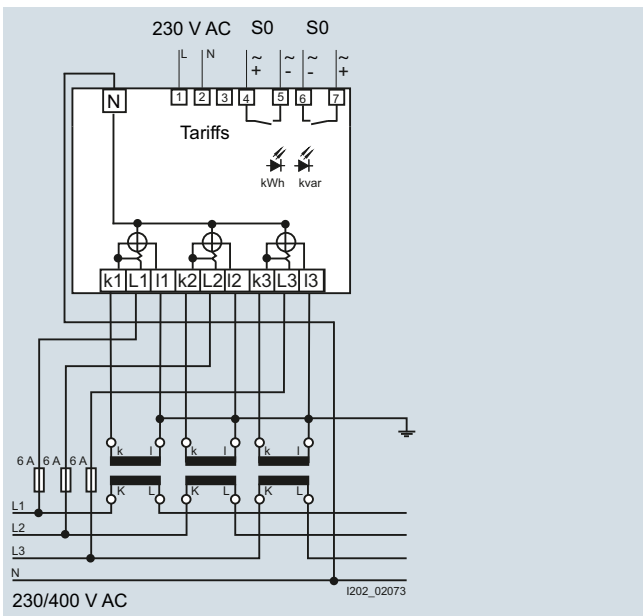 230 V AC S0 S0
L N ~ ~ ~ ~
+ - - +
N 1 2 3 4 5 6 7
Tariffs
kWh kvar
k1 L1 l1 k2 L2 l2 k3 L3 l3
k l k l k l
6 A 6 A 6 A
K L K L K L
L1
L2
L3
N
I202_02073
230/400 V AC